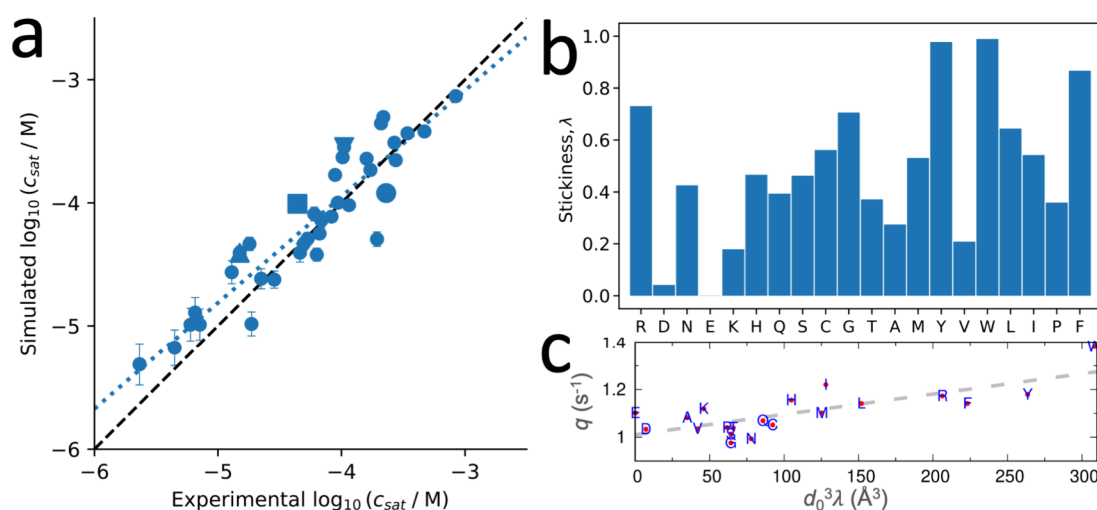 a
Simulated log10 (csat / M)
−3
−4
−5
−6
−6 −5 −4 −3
Experimental log10 (csat / M)
b
Stickiness, λ
1.0
0.8
0.6
0.4
0.2
0.0
R D N E K H Q S C G T A M Y V W L I P F
c
q (s⁻¹)
1.4
1.2
1
E D A V K N H M I L R F Y
0 50 100 150 200 250 300
d₀³λ (Å³)